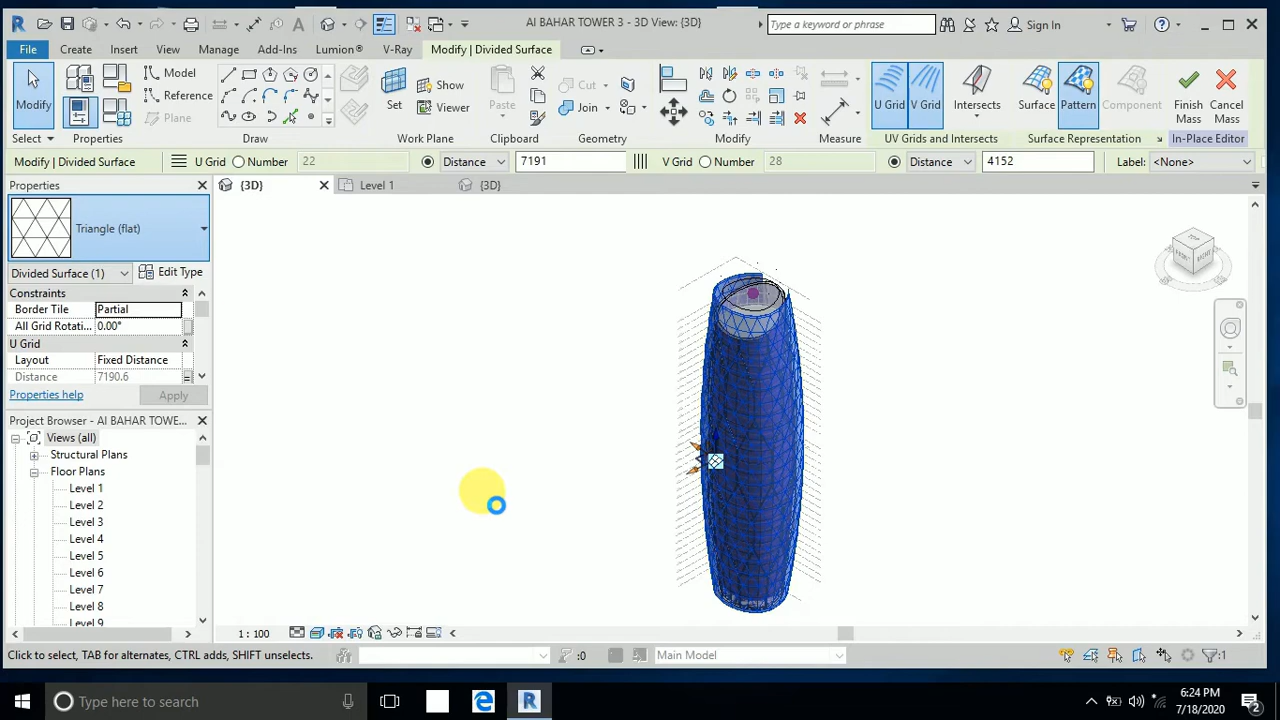 AI BAHAR TOWER 3 - 3D View: {3D}
Type a keyword or phrase
Sign In
File
Create
Insert
View
Manage
Add-Ins
Lumion®
V-Ray
Modify | Divided Surface
Modify
Model
Reference
Plane
Set
Show
Viewer
Paste
Cut
Join
U Grid
V Grid
Intersects
Surface
Pattern
Component
Finish
Mass
Cancel
Mass
Select
Properties
Draw
Work Plane
Clipboard
Geometry
Modify
Measure
UV Grids and Intersects
Surface Representation
In-Place Editor
Modify | Divided Surface
U Grid
Number
22
Distance
7191
V Grid
Number
28
Distance
4152
Label:
<None>
Properties
{3D}
Level 1
{3D}
Triangle (flat)
Divided Surface (1)
Edit Type
Constraints
Border Tile
Partial
All Grid Rotati...
0.00°
U Grid
Layout
Fixed Distance
Distance
7190.6
Properties help
Apply
Project Browser - AI BAHAR TOWE...
Views (all)
Structural Plans
Floor Plans
Level 1
Level 2
Level 3
Level 4
Level 5
Level 6
Level 7
Level 8
Level 9
1 : 100
Click to select, TAB for alternates, CTRL adds, SHIFT unselects.
:0
Main Model
:1
Type here to search
6:24 PM
7/18/2020
2